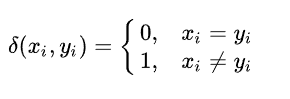 δ(xᵢ, yᵢ) = { 0, xᵢ = yᵢ
1, xᵢ ≠ yᵢ